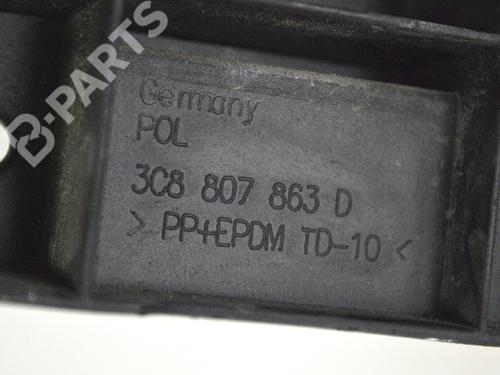 B-PARTS
Germany
POL
3C8 807 863 D
> PP+EPDM TD-10 <